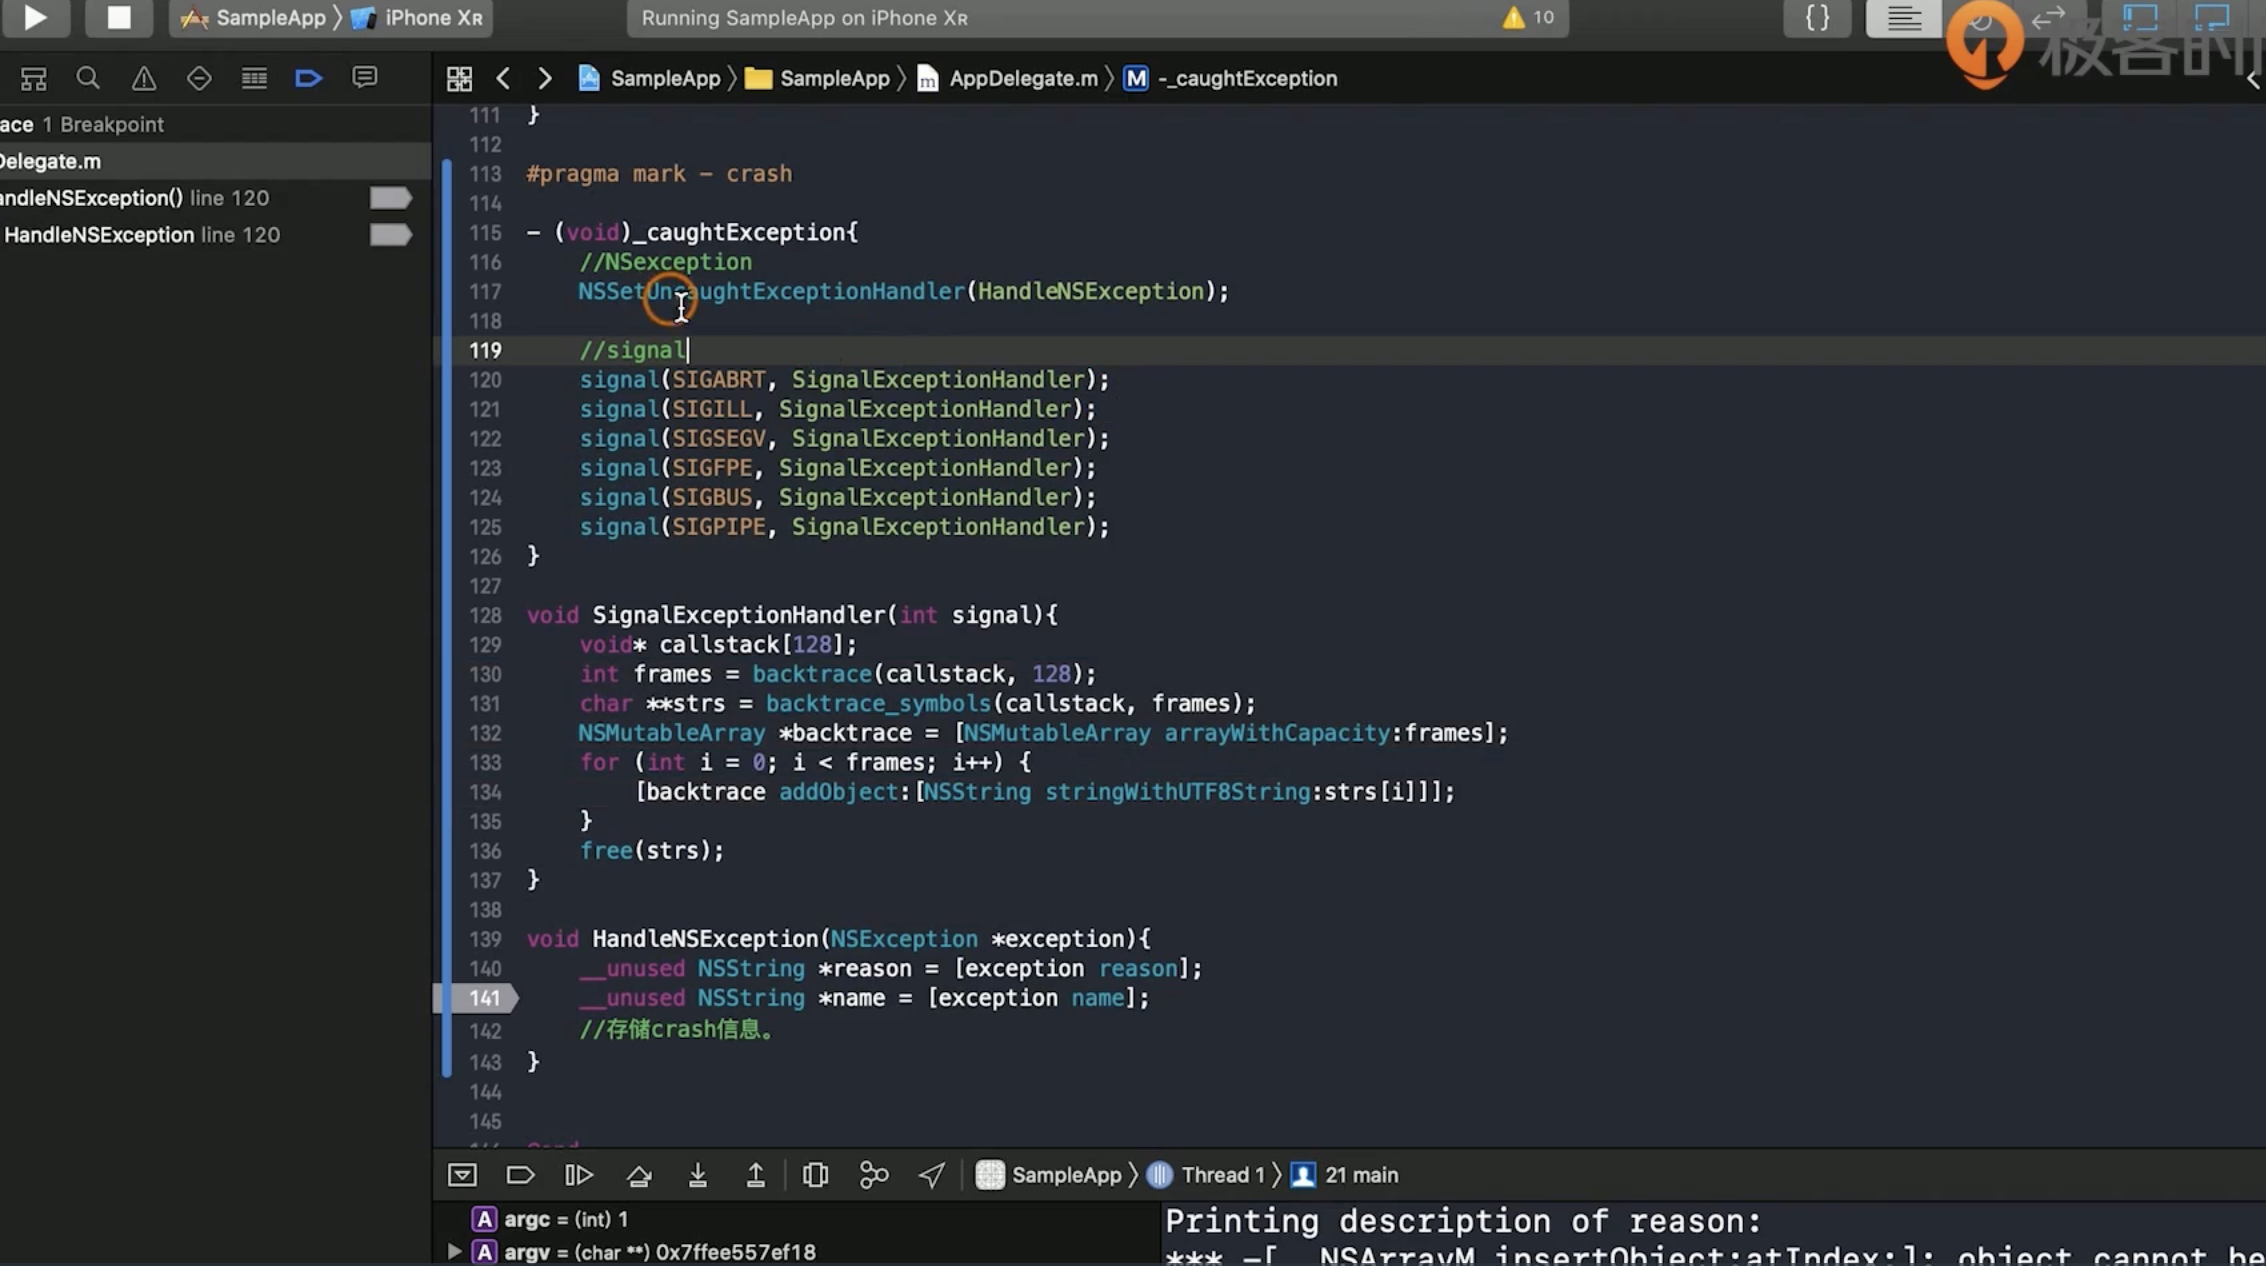 SampleApp 〉 iPhone XR
Running SampleApp on iPhone XR
10
{}
极客时
ace 1 Breakpoint
Delegate.m
andleNSException() line 120
HandleNSException line 120
SampleApp 〉 SampleApp 〉 m AppDelegate.m 〉 M -_caughtException
111 }
112
113 #pragma mark - crash
114
115 - (void)_caughtException{
116 //NSexception
117 NSSetUncaughtExceptionHandler(HandleNSException);
118
119 //signal
120 signal(SIGABRT, SignalExceptionHandler);
121 signal(SIGILL, SignalExceptionHandler);
122 signal(SIGSEGV, SignalExceptionHandler);
123 signal(SIGFPE, SignalExceptionHandler);
124 signal(SIGBUS, SignalExceptionHandler);
125 signal(SIGPIPE, SignalExceptionHandler);
126 }
127
128 void SignalExceptionHandler(int signal){
129 void* callstack[128];
130 int frames = backtrace(callstack, 128);
131 char **strs = backtrace_symbols(callstack, frames);
132 NSMutableArray *backtrace = [NSMutableArray arrayWithCapacity:frames];
133 for (int i = 0; i < frames; i++) {
134 [backtrace addObject:[NSString stringWithUTF8String:strs[i]]];
135 }
136 free(strs);
137 }
138
139 void HandleNSException(NSException *exception){
140 __unused NSString *reason = [exception reason];
141 __unused NSString *name = [exception name];
142 //存储crash信息。
143 }
144
145
SampleApp 〉 Thread 1 〉 21 main
A argc = (int) 1
A argv = (char **) 0x7ffee557ef18
Printing description of reason:
*** -[__NSArrayM insertObject:atIndex:]: object cannot be